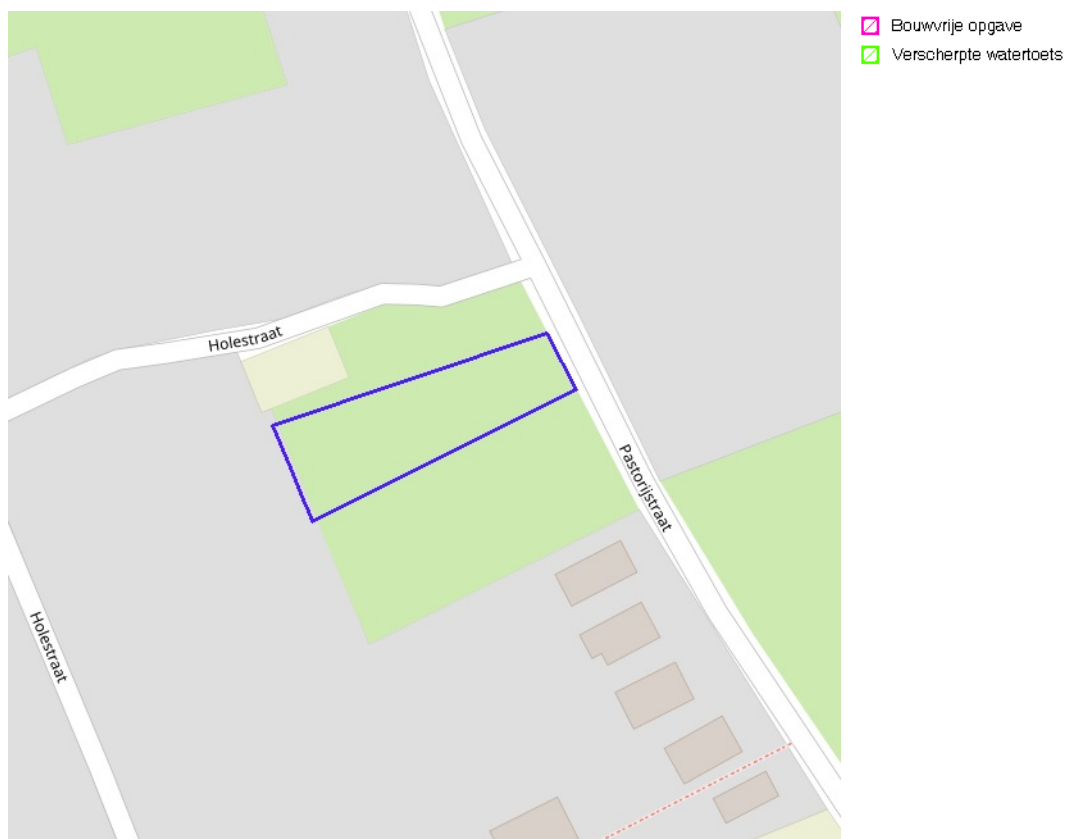 Bouwvrije opgave
Verscherpte watertoets
Holestraat
Pastorijstraat
Holestraat